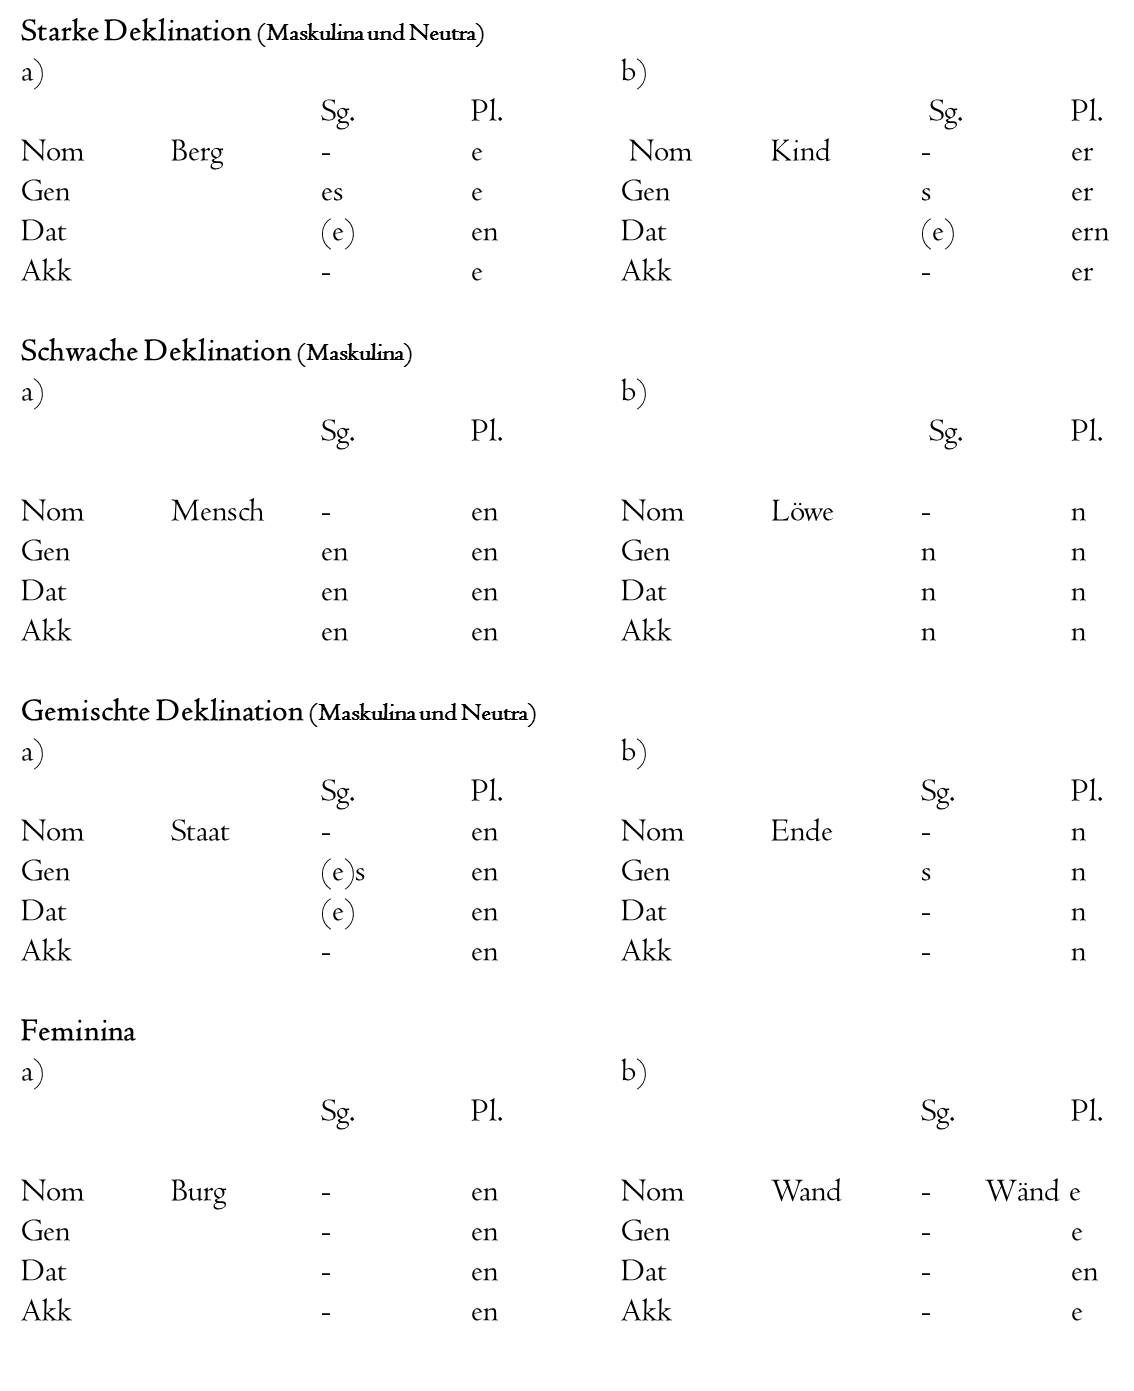 Starke Deklination (Maskulina und Neutra)
a) b)
Sg. Pl. Sg. Pl.
Nom Berg - e Nom Kind - er
Gen es e Gen s er
Dat (e) en Dat (e) ern
Akk - e Akk - er
Schwache Deklination (Maskulina)
a) b)
Sg. Pl. Sg. Pl.
Nom Mensch - en Nom Löwe - n
Gen en en Gen n n
Dat en en Dat n n
Akk en en Akk n n
Gemischte Deklination (Maskulina und Neutra)
a) b)
Sg. Pl. Sg. Pl.
Nom Staat - en Nom Ende - n
Gen (e)s en Gen s n
Dat (e) en Dat - n
Akk - en Akk - n
Feminina
a) b)
Sg. Pl. Sg. Pl.
Nom Burg - en Nom Wand - Wänd e
Gen - en Gen - e
Dat - en Dat - en
Akk - en Akk - e